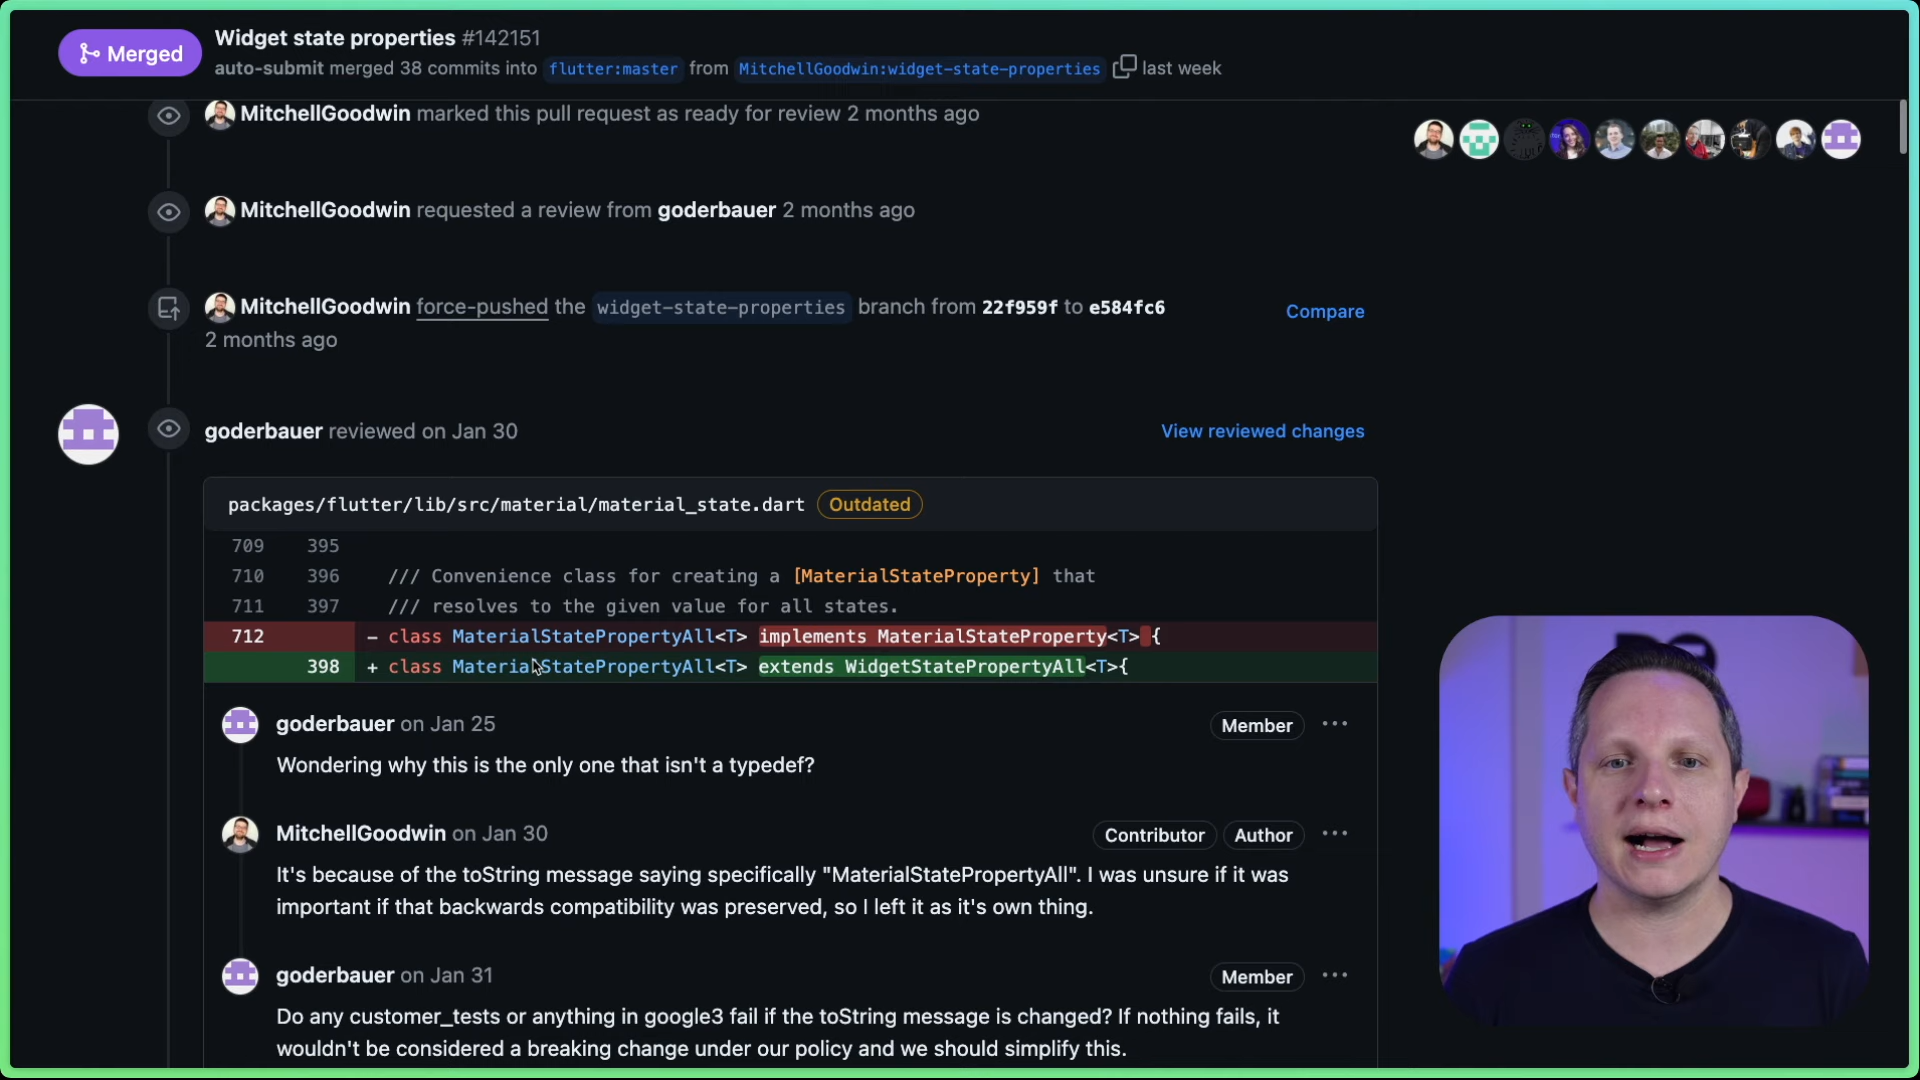 Merged
Widget state properties #142151
auto-submit merged 38 commits into flutter:master from MitchellGoodwin:widget-state-properties last week
MitchellGoodwin marked this pull request as ready for review 2 months ago
MitchellGoodwin requested a review from goderbauer 2 months ago
MitchellGoodwin force-pushed the widget-state-properties branch from 22f959f to e584fc6
2 months ago
Compare
goderbauer reviewed on Jan 30
View reviewed changes
packages/flutter/lib/src/material/material_state.dart Outdated
709 395
710 396 /// Convenience class for creating a [MaterialStateProperty] that
711 397 /// resolves to the given value for all states.
712 - class MaterialStatePropertyAll<T> implements MaterialStateProperty<T> {
398 + class MaterialStatePropertyAll<T> extends WidgetStatePropertyAll<T>{
goderbauer on Jan 25
Member
Wondering why this is the only one that isn't a typedef?
MitchellGoodwin on Jan 30
Contributor Author
It's because of the toString message saying specifically "MaterialStatePropertyAll". I was unsure if it was
important if that backwards compatibility was preserved, so I left it as it's own thing.
goderbauer on Jan 31
Member
Do any customer_tests or anything in google3 fail if the toString message is changed? If nothing fails, it
wouldn't be considered a breaking change under our policy and we should simplify this.